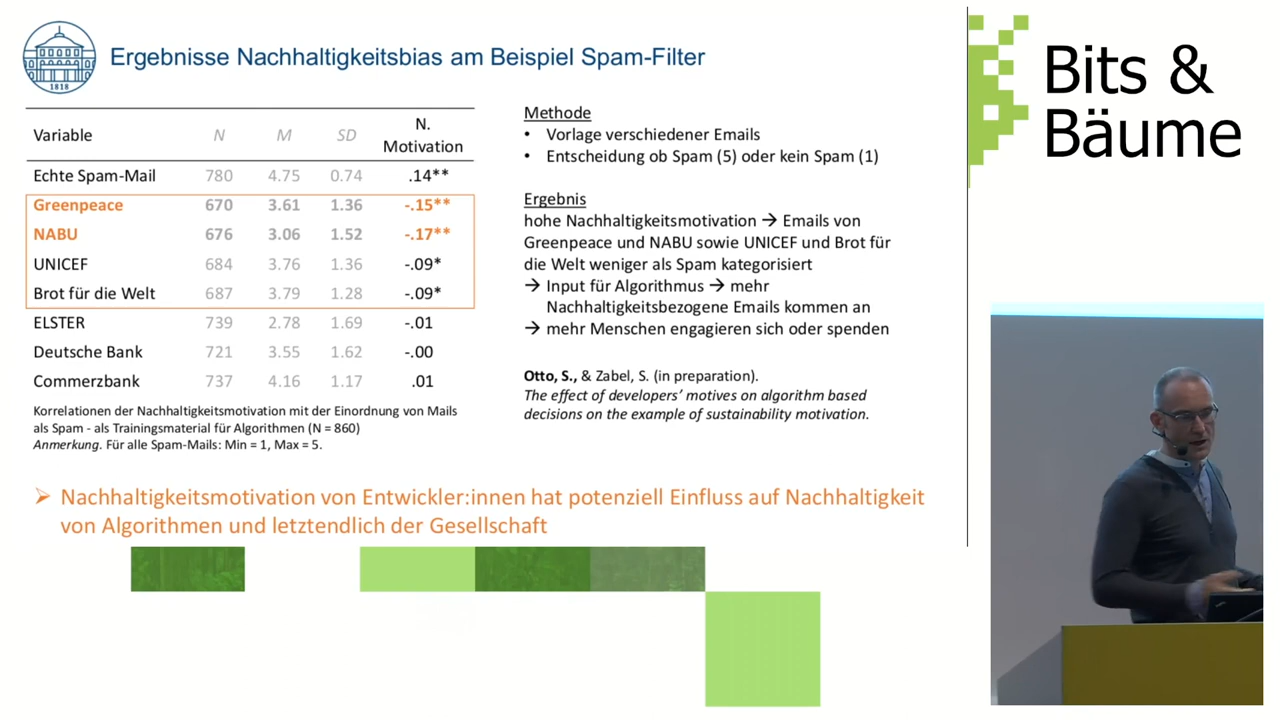 1818
Ergebnisse Nachhaltigkeitsbias am Beispiel Spam-Filter
Variable N M SD N. Motivation
Echte Spam-Mail 780 4.75 0.74 .14**
Greenpeace 670 3.61 1.36 -.15**
NABU 676 3.06 1.52 -.17**
UNICEF 684 3.76 1.36 -.09*
Brot für die Welt 687 3.79 1.28 -.09*
ELSTER 739 2.78 1.69 -.01
Deutsche Bank 721 3.55 1.62 -.00
Commerzbank 737 4.16 1.17 .01
Korrelationen der Nachhaltigkeitsmotivation mit der Einordnung von Mails
als Spam - als Trainingsmaterial für Algorithmen (N = 860)
Anmerkung. Für alle Spam-Mails: Min = 1, Max = 5.
Methode
• Vorlage verschiedener Emails
• Entscheidung ob Spam (5) oder kein Spam (1)
Ergebnis
hohe Nachhaltigkeitsmotivation → Emails von
Greenpeace und NABU sowie UNICEF und Brot für
die Welt weniger als Spam kategorisiert
→ Input für Algorithmus → mehr
Nachhaltigkeitsbezogene Emails kommen an
→ mehr Menschen engagieren sich oder spenden
Otto, S., & Zabel, S. (in preparation).
The effect of developers’ motives on algorithm based
decisions on the example of sustainability motivation.
➢ Nachhaltigkeitsmotivation von Entwickler:innen hat potenziell Einfluss auf Nachhaltigkeit
von Algorithmen und letztendlich der Gesellschaft
Bits &
Bäume